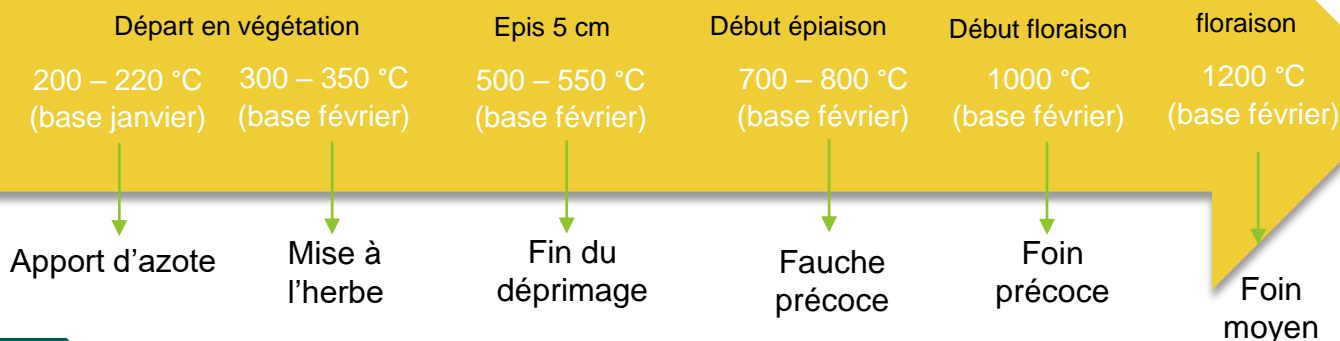 Départ en végétation
Epis 5 cm
Début épiaison
Début floraison
floraison
200 – 220 °C
(base janvier)
300 – 350 °C
(base février)
500 – 550 °C
(base février)
700 – 800 °C
(base février)
1000 °C
(base février)
1200 °C
(base février)
Apport d'azote
Mise à
l'herbe
Fin du
déprimage
Fauche
précoce
Foin
précoce
Foin
moyen